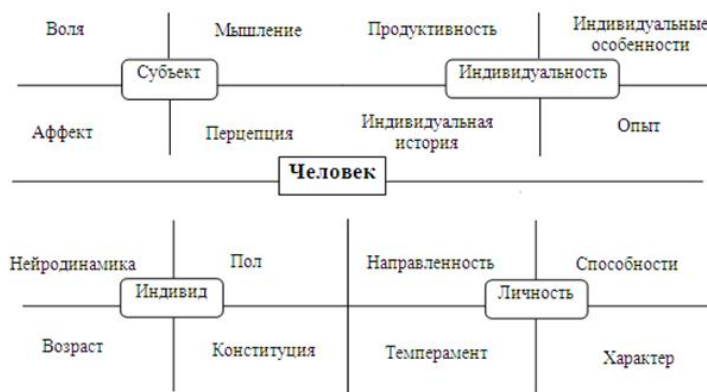 Воля
Мышление
Продуктивность
Индивидуальные
особенности
Субъект
Индивидуальность
Аффект
Перцепция
Индивидуальная
история
Опыт
Человек
Нейродинамика
Пол
Направленность
Способности
Индивид
Личность
Возраст
Конституция
Темперамент
Характер